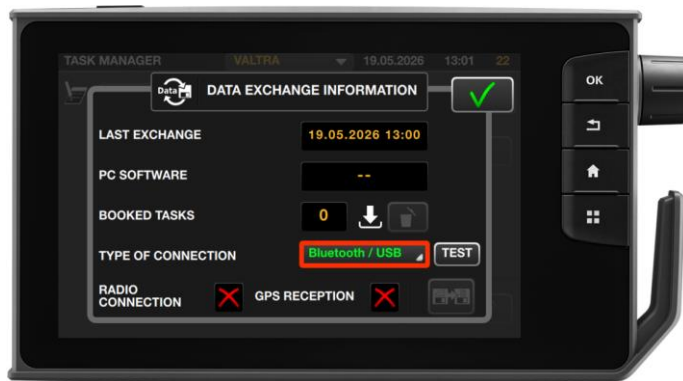 TASK MANAGER VALTRA 19.05.2026 13:01 22
Data DATA EXCHANGE INFORMATION
OK
LAST EXCHANGE 19.05.2026 13:00
PC SOFTWARE --
BOOKED TASKS 0
TYPE OF CONNECTION Bluetooth / USB TEST
RADIO
CONNECTION GPS RECEPTION